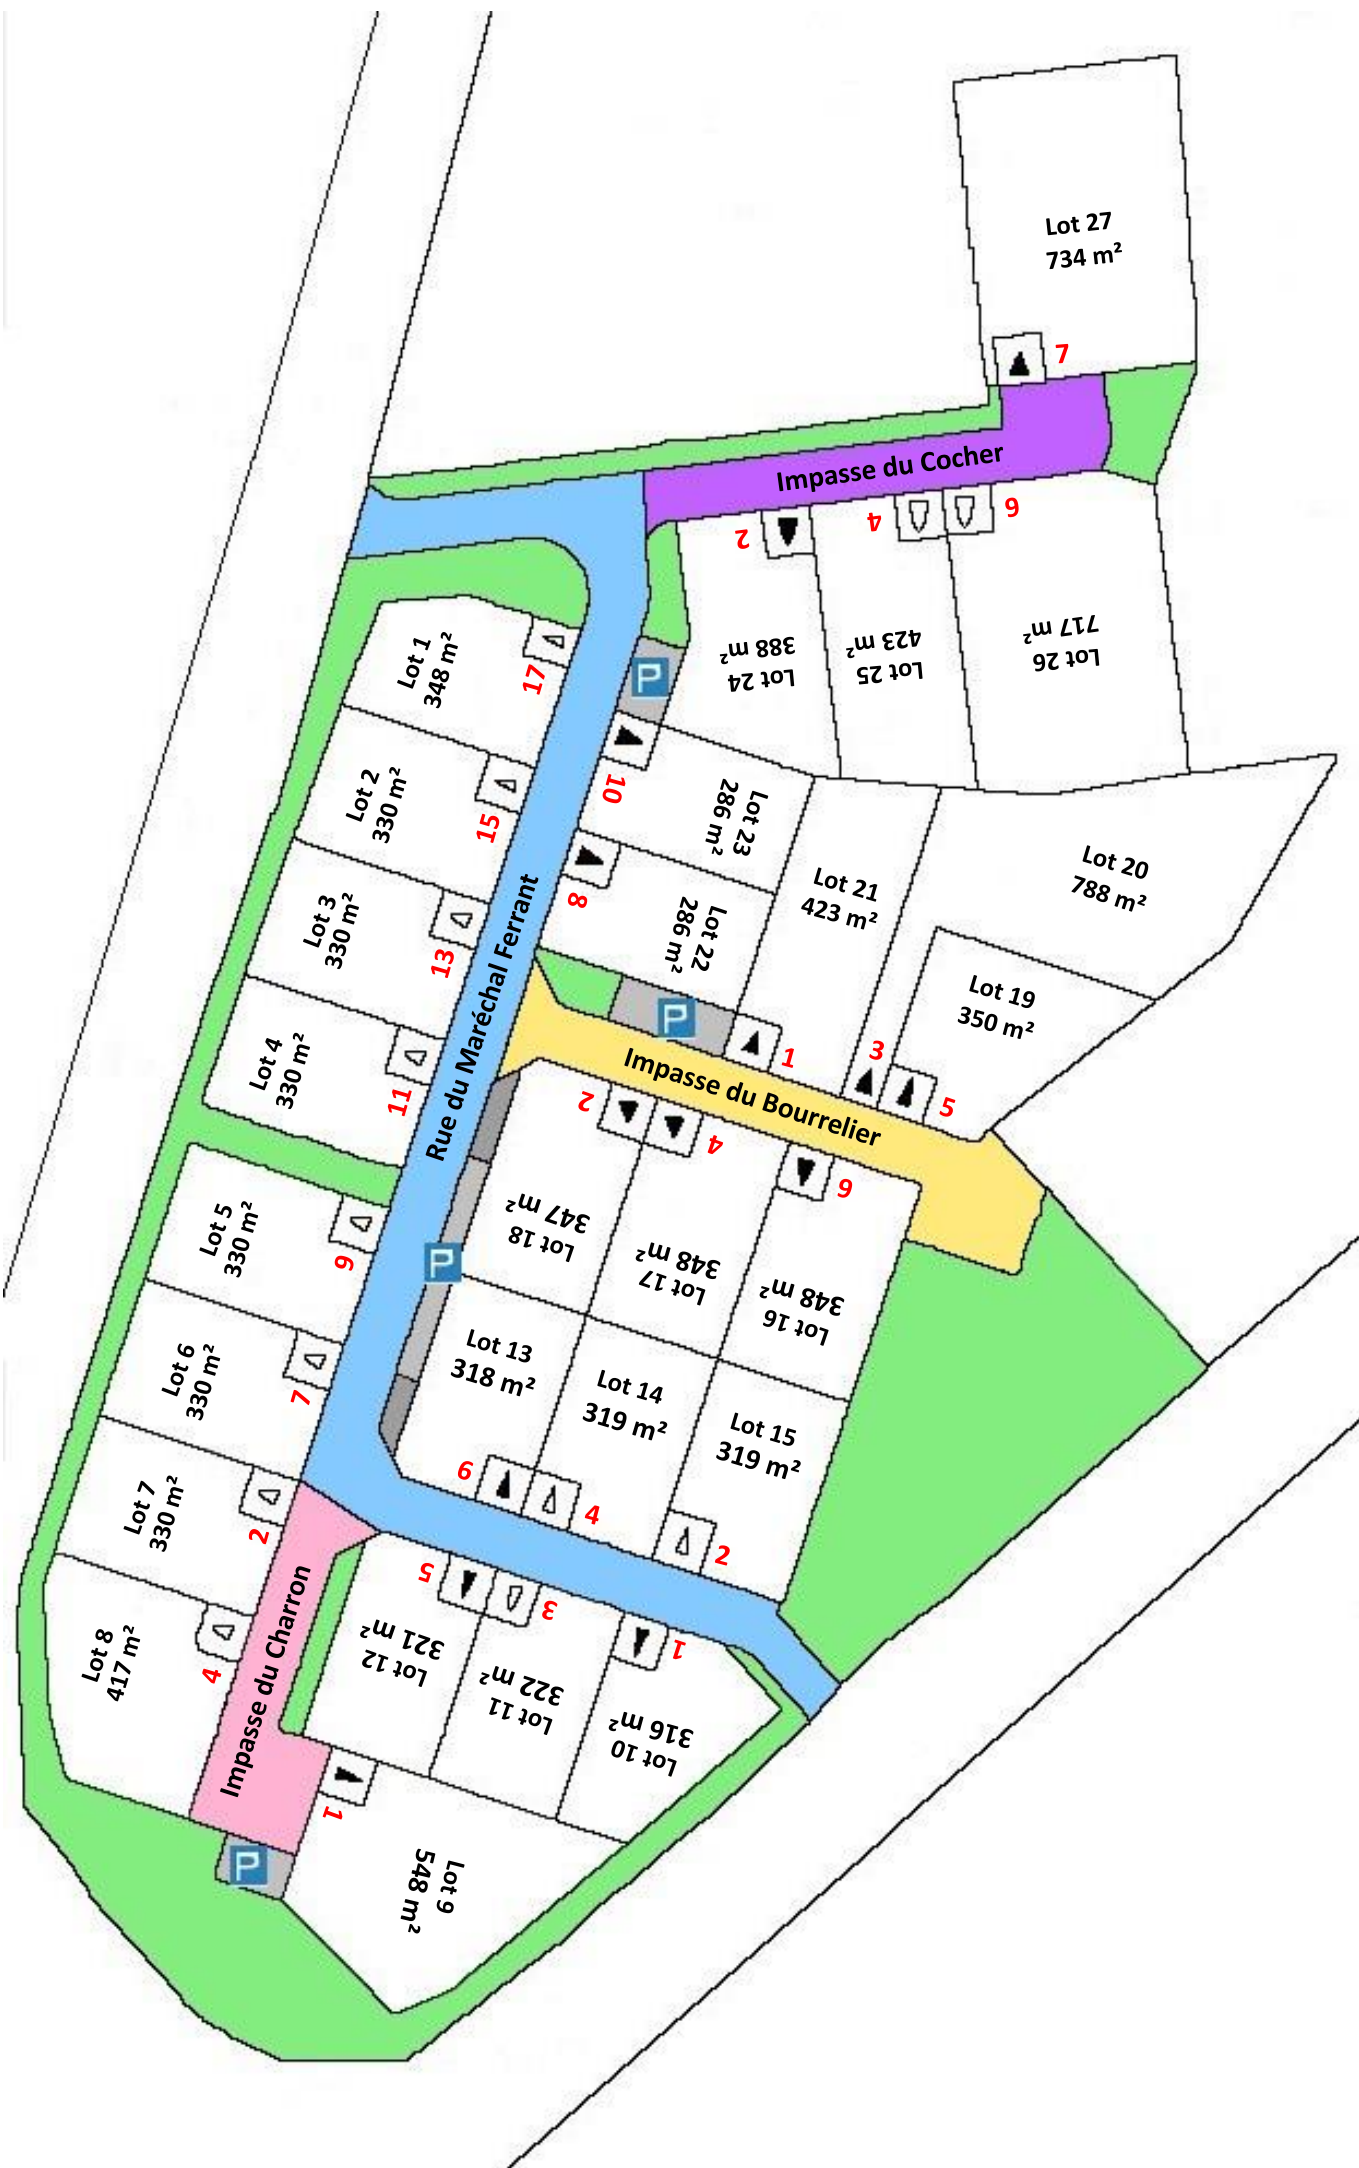 Lot 27
734 m²
7
Impasse du Cocher
2
4
6
Lot 24
388 m²
Lot 25
423 m²
Lot 26
717 m²
Lot 1
348 m²
17
P
10
Lot 2
330 m²
15
Lot 23
286 m²
8
Lot 3
330 m²
13
Lot 22
286 m²
Lot 21
423 m²
Lot 20
788 m²
Lot 19
350 m²
Rue du Maréchal Ferrant
P
1
3
5
Impasse du Bourrelier
2
4
6
Lot 4
330 m²
11
Lot 5
330 m²
9
P
Lot 18
347 m²
Lot 17
348 m²
Lot 16
348 m²
Lot 6
330 m²
7
Lot 13
318 m²
Lot 14
319 m²
Lot 15
319 m²
6
4
2
Lot 7
330 m²
2
5
3
1
Lot 12
321 m²
Lot 11
322 m²
Lot 10
316 m²
Lot 8
417 m²
4
Impasse du Charron
1
P
Lot 9
548 m²